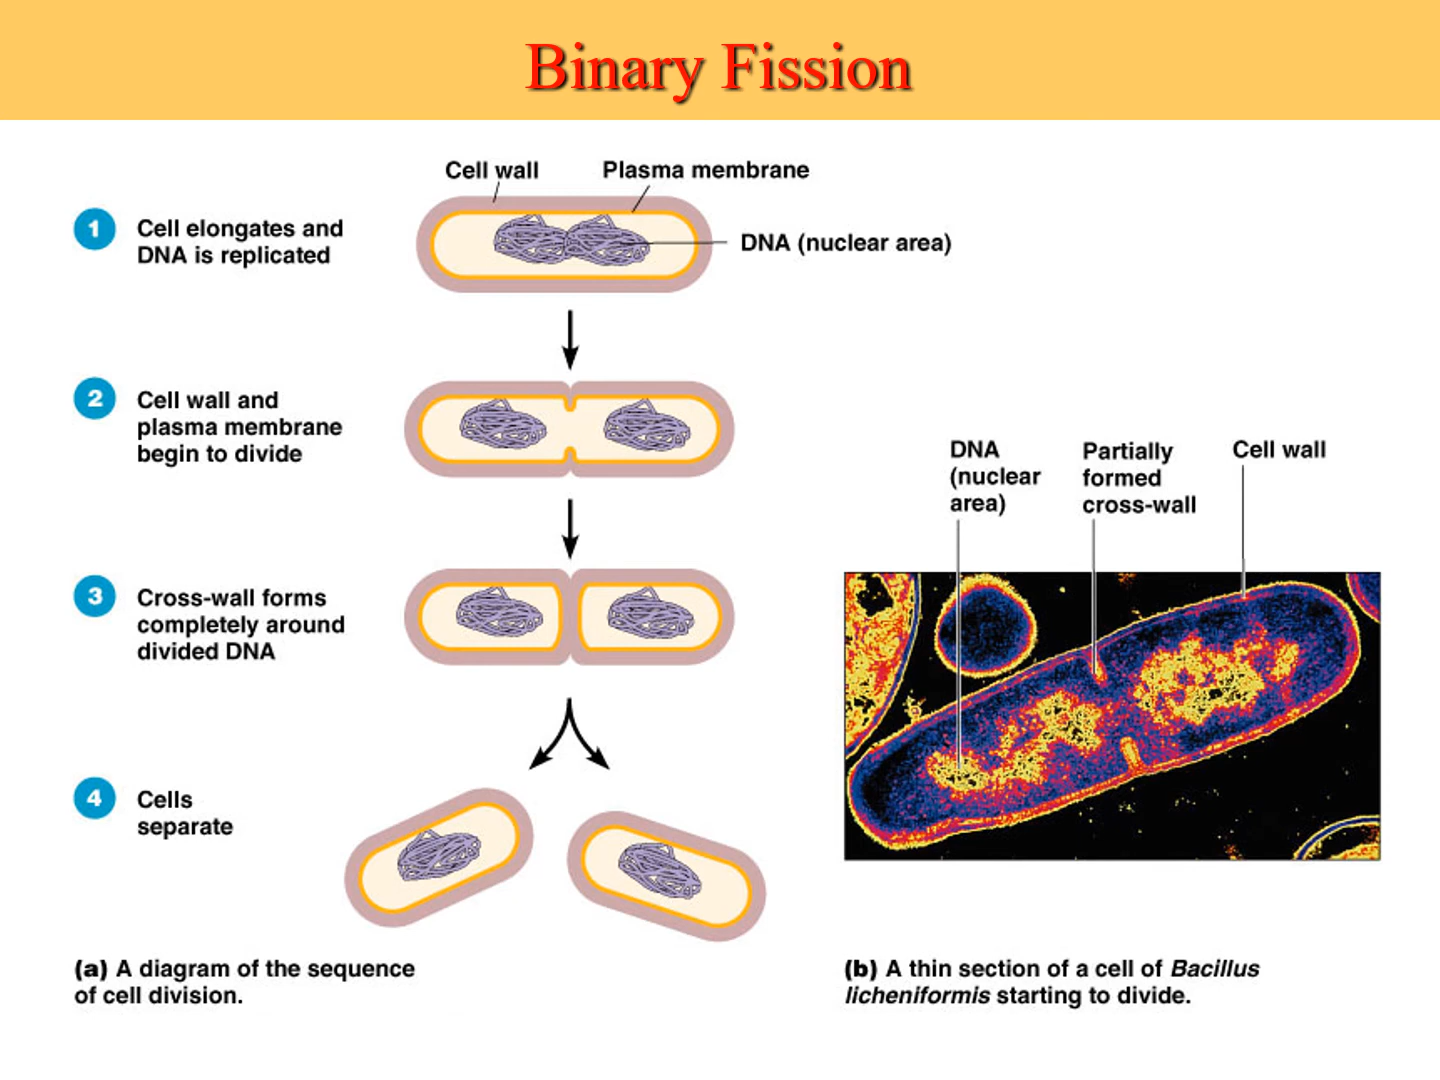 Binary Fission
Cell wall
Plasma membrane
DNA (nuclear area)
1
Cell elongates and
DNA is replicated
2
Cell wall and
plasma membrane
begin to divide
3
Cross-wall forms
completely around
divided DNA
4
Cells
separate
(a) A diagram of the sequence
of cell division.
DNA
(nuclear
area)
Partially
formed
cross-wall
Cell wall
(b) A thin section of a cell of Bacillus
licheniformis starting to divide.